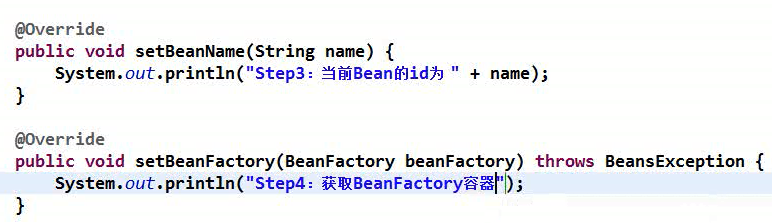 @Override
public void setBeanName(String name) {
    System.out.println("Step3：当前Bean的id为 " + name);
}
@Override
public void setBeanFactory(BeanFactory beanFactory) throws BeansException {
    System.out.println("Step4：获取BeanFactory容器");
}